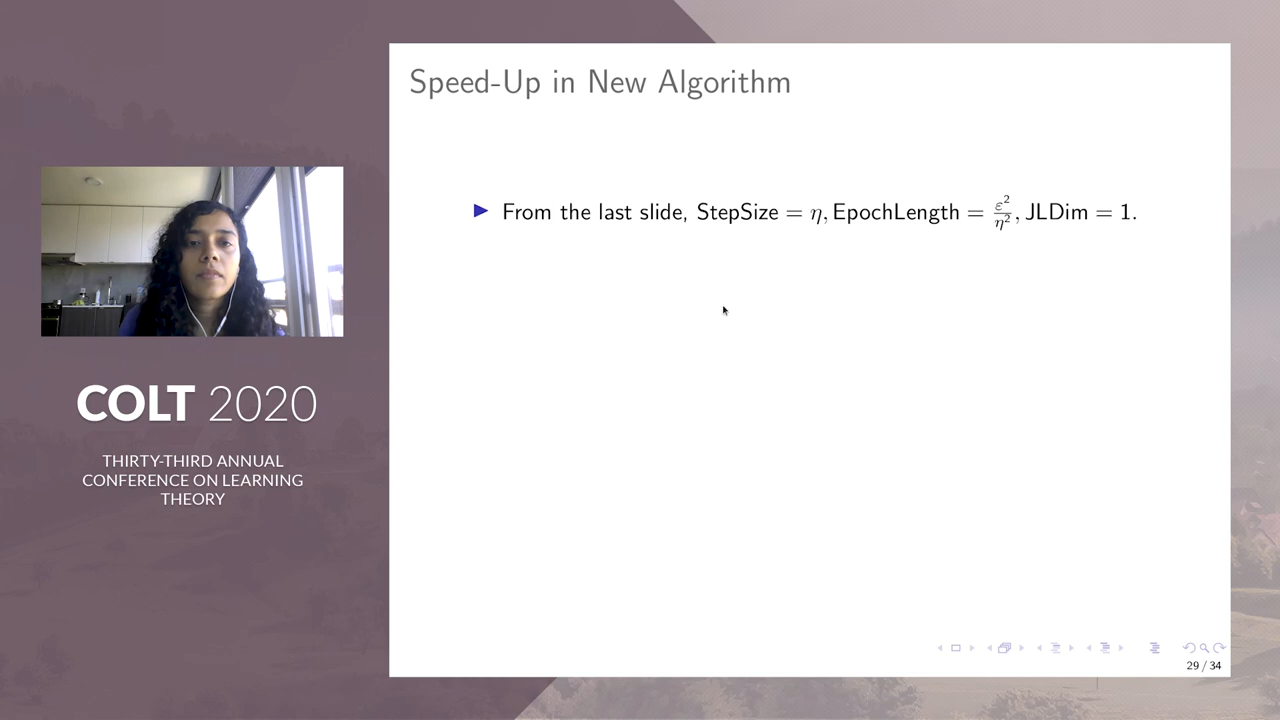 Speed-Up in New Algorithm
▶ From the last slide, StepSize = η, EpochLength = ε²/η², JLDim = 1.
COLT 2020
THIRTY-THIRD ANNUAL
CONFERENCE ON LEARNING
THEORY
29 / 34